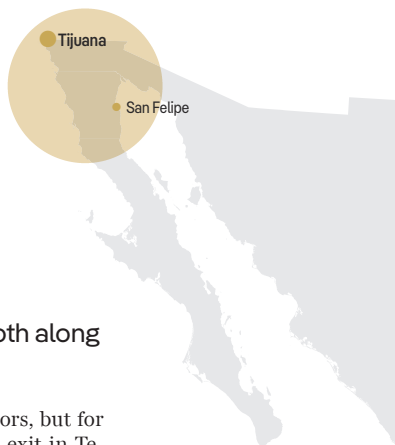 Tijuana
San Felipe
oth along
ors, but for
exit in Te